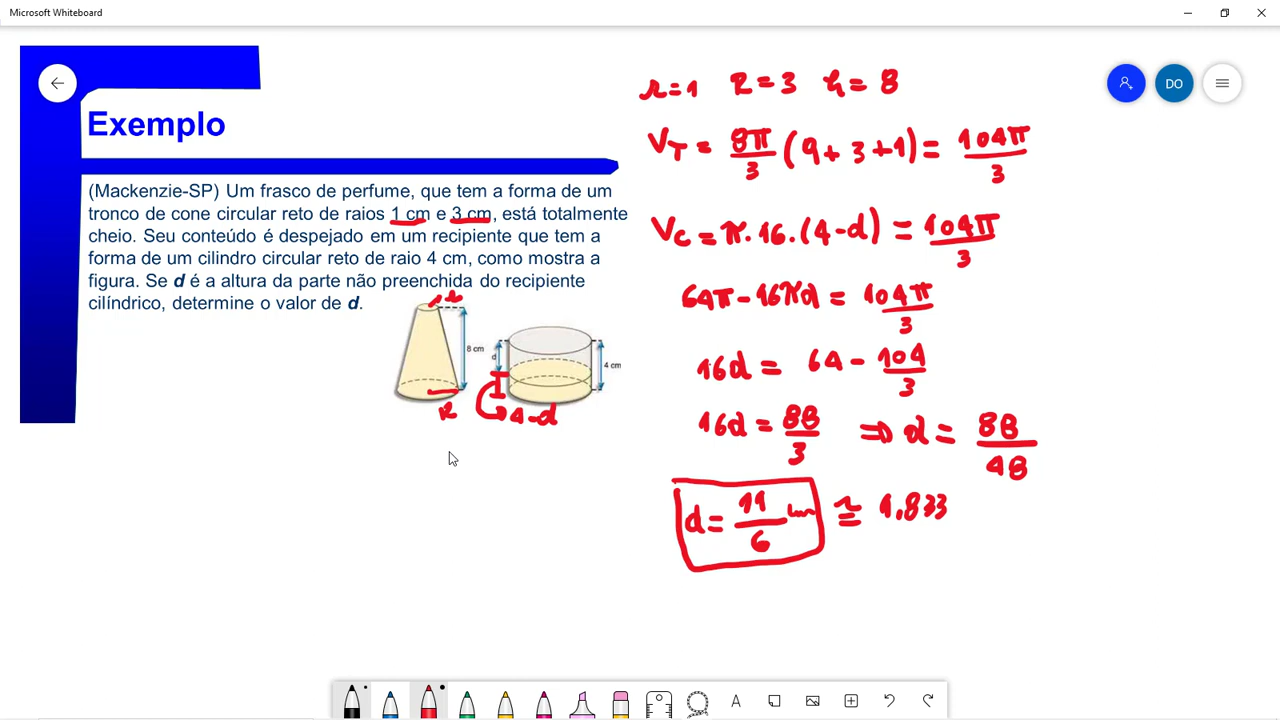 Microsoft Whiteboard
DO
Exemplo
(Mackenzie-SP) Um frasco de perfume, que tem a forma de um
tronco de cone circular reto de raios 1 cm e 3 cm, está totalmente
cheio. Seu conteúdo é despejado em um recipiente que tem a
forma de um cilindro circular reto de raio 4 cm, como mostra a
figura. Se d é a altura da parte não preenchida do recipiente
cilíndrico, determine o valor de d.
r
8 cm
d
4 cm
R
4-d
r=1 R=3 h=8
VT = 8π/3 (9+3+1) = 104π/3
VC = π.16.(4-d) = 104π/3
64π-16πd = 104π/3
16d = 64 - 104/3
16d = 88/3 ⇒ d = 88/48
d = 11/6 cm ≅ 1,833
A